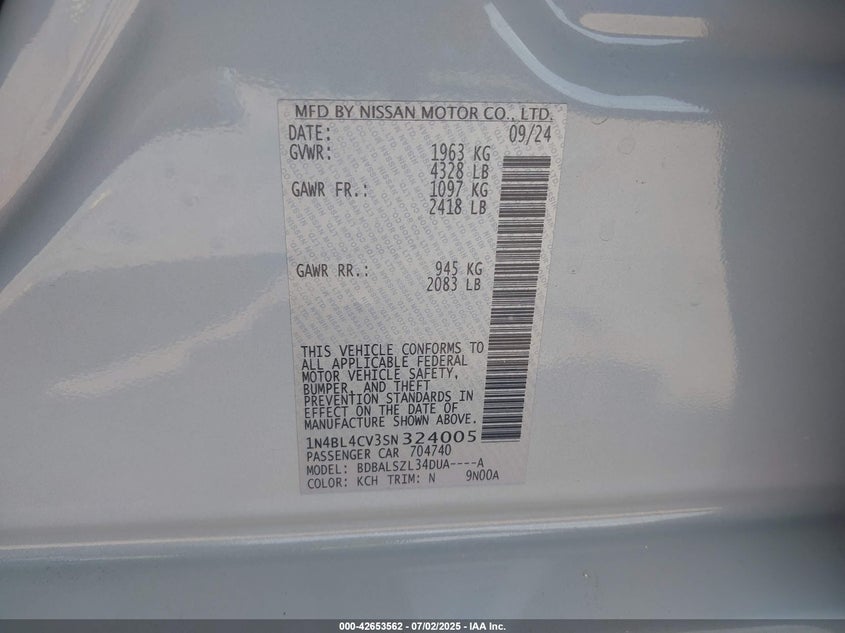 MFD BY NISSAN MOTOR CO., LTD.
DATE: 09/24
GVWR: 1963 KG
4328 LB
GAWR FR.: 1097 KG
2418 LB
GAWR RR.: 945 KG
2083 LB
THIS VEHICLE CONFORMS TO
ALL APPLICABLE FEDERAL
MOTOR VEHICLE SAFETY,
BUMPER, AND THEFT
PREVENTION STANDARDS IN
EFFECT ON THE DATE OF
MANUFACTURE SHOWN ABOVE.
1N4BL4CV3SN324005
PASSENGER CAR 704740
MODEL: BDBALSZL34DUA----A
COLOR: KCH TRIM: N 9N00A
000-42653562 - 07/02/2025 - IAA Inc.